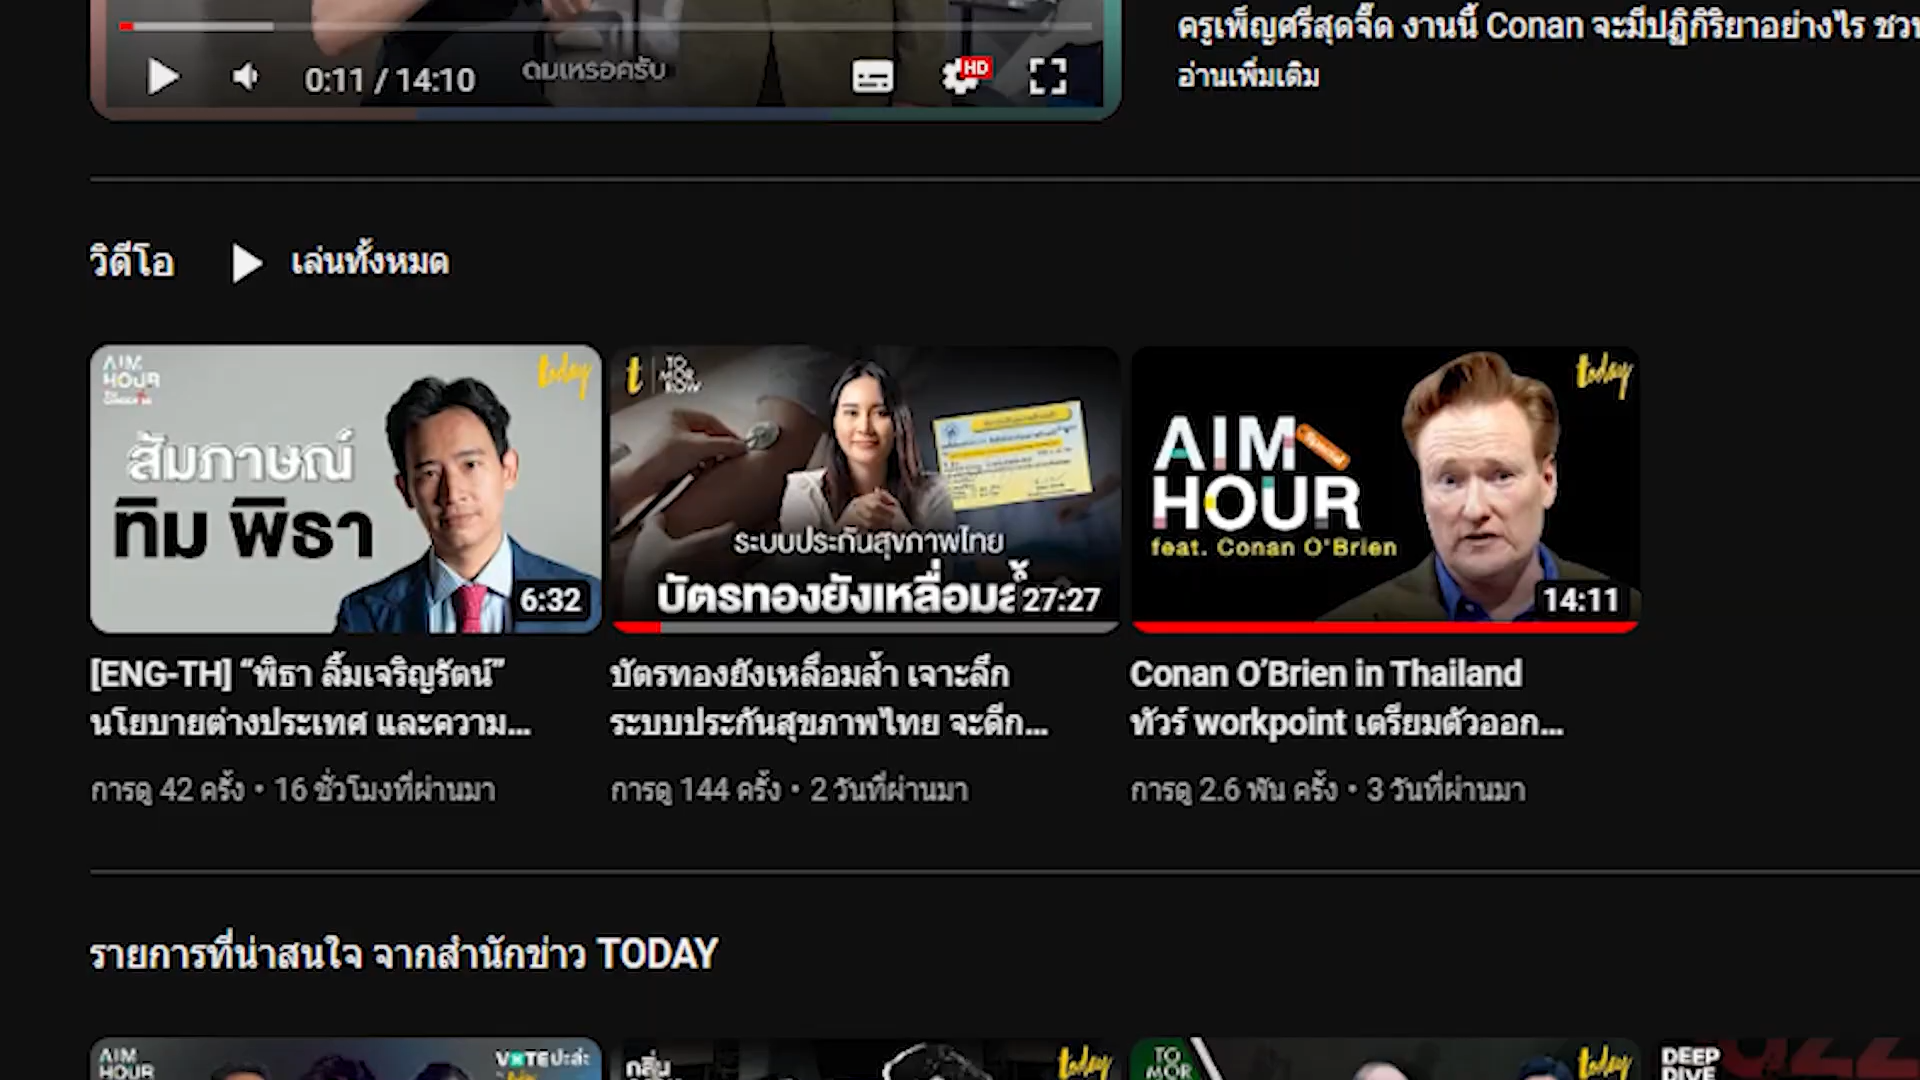 ครูเพ็ญศรีสุดจี๊ด งานนี้ Conan จะมีปฏิกิริยาอย่างไร
อ่านเพิ่มเติม
0:11 / 14:10
ดมเหรอครับ
HD
วิดีโอ
เล่นทั้งหมด
AIM
HOUR
today
สัมภาษณ์
ทิม พิธา
6:32
[ENG-TH] “พิธา ลิ้มเจริญรัตน์”
นโยบายต่างประเทศ และความ...
การดู 42 ครั้ง • 16 ชั่วโมงที่ผ่านมา
t
TO
MOR
ROW
ระบบประกันสุขภาพไทย
บัตรทองยังเหลื่อม
27:27
บัตรทองยังเหลื่อมล้ำ เจาะลึก
ระบบประกันสุขภาพไทย จะดีก...
การดู 144 ครั้ง • 2 วันที่ผ่านมา
today
AIM
HOUR
Special
feat. Conan O'Brien
14:11
Conan O’Brien in Thailand
ทัวร์ workpoint เตรียมตัวออก...
การดู 2.6 พัน ครั้ง • 3 วันที่ผ่านมา
รายการที่น่าสนใจ จากสำนักข่าว TODAY
AIM
HOUR
VOTE ปะล่ะ
กลิ่น
today
TO
MOR
today
DEEP
DIVE